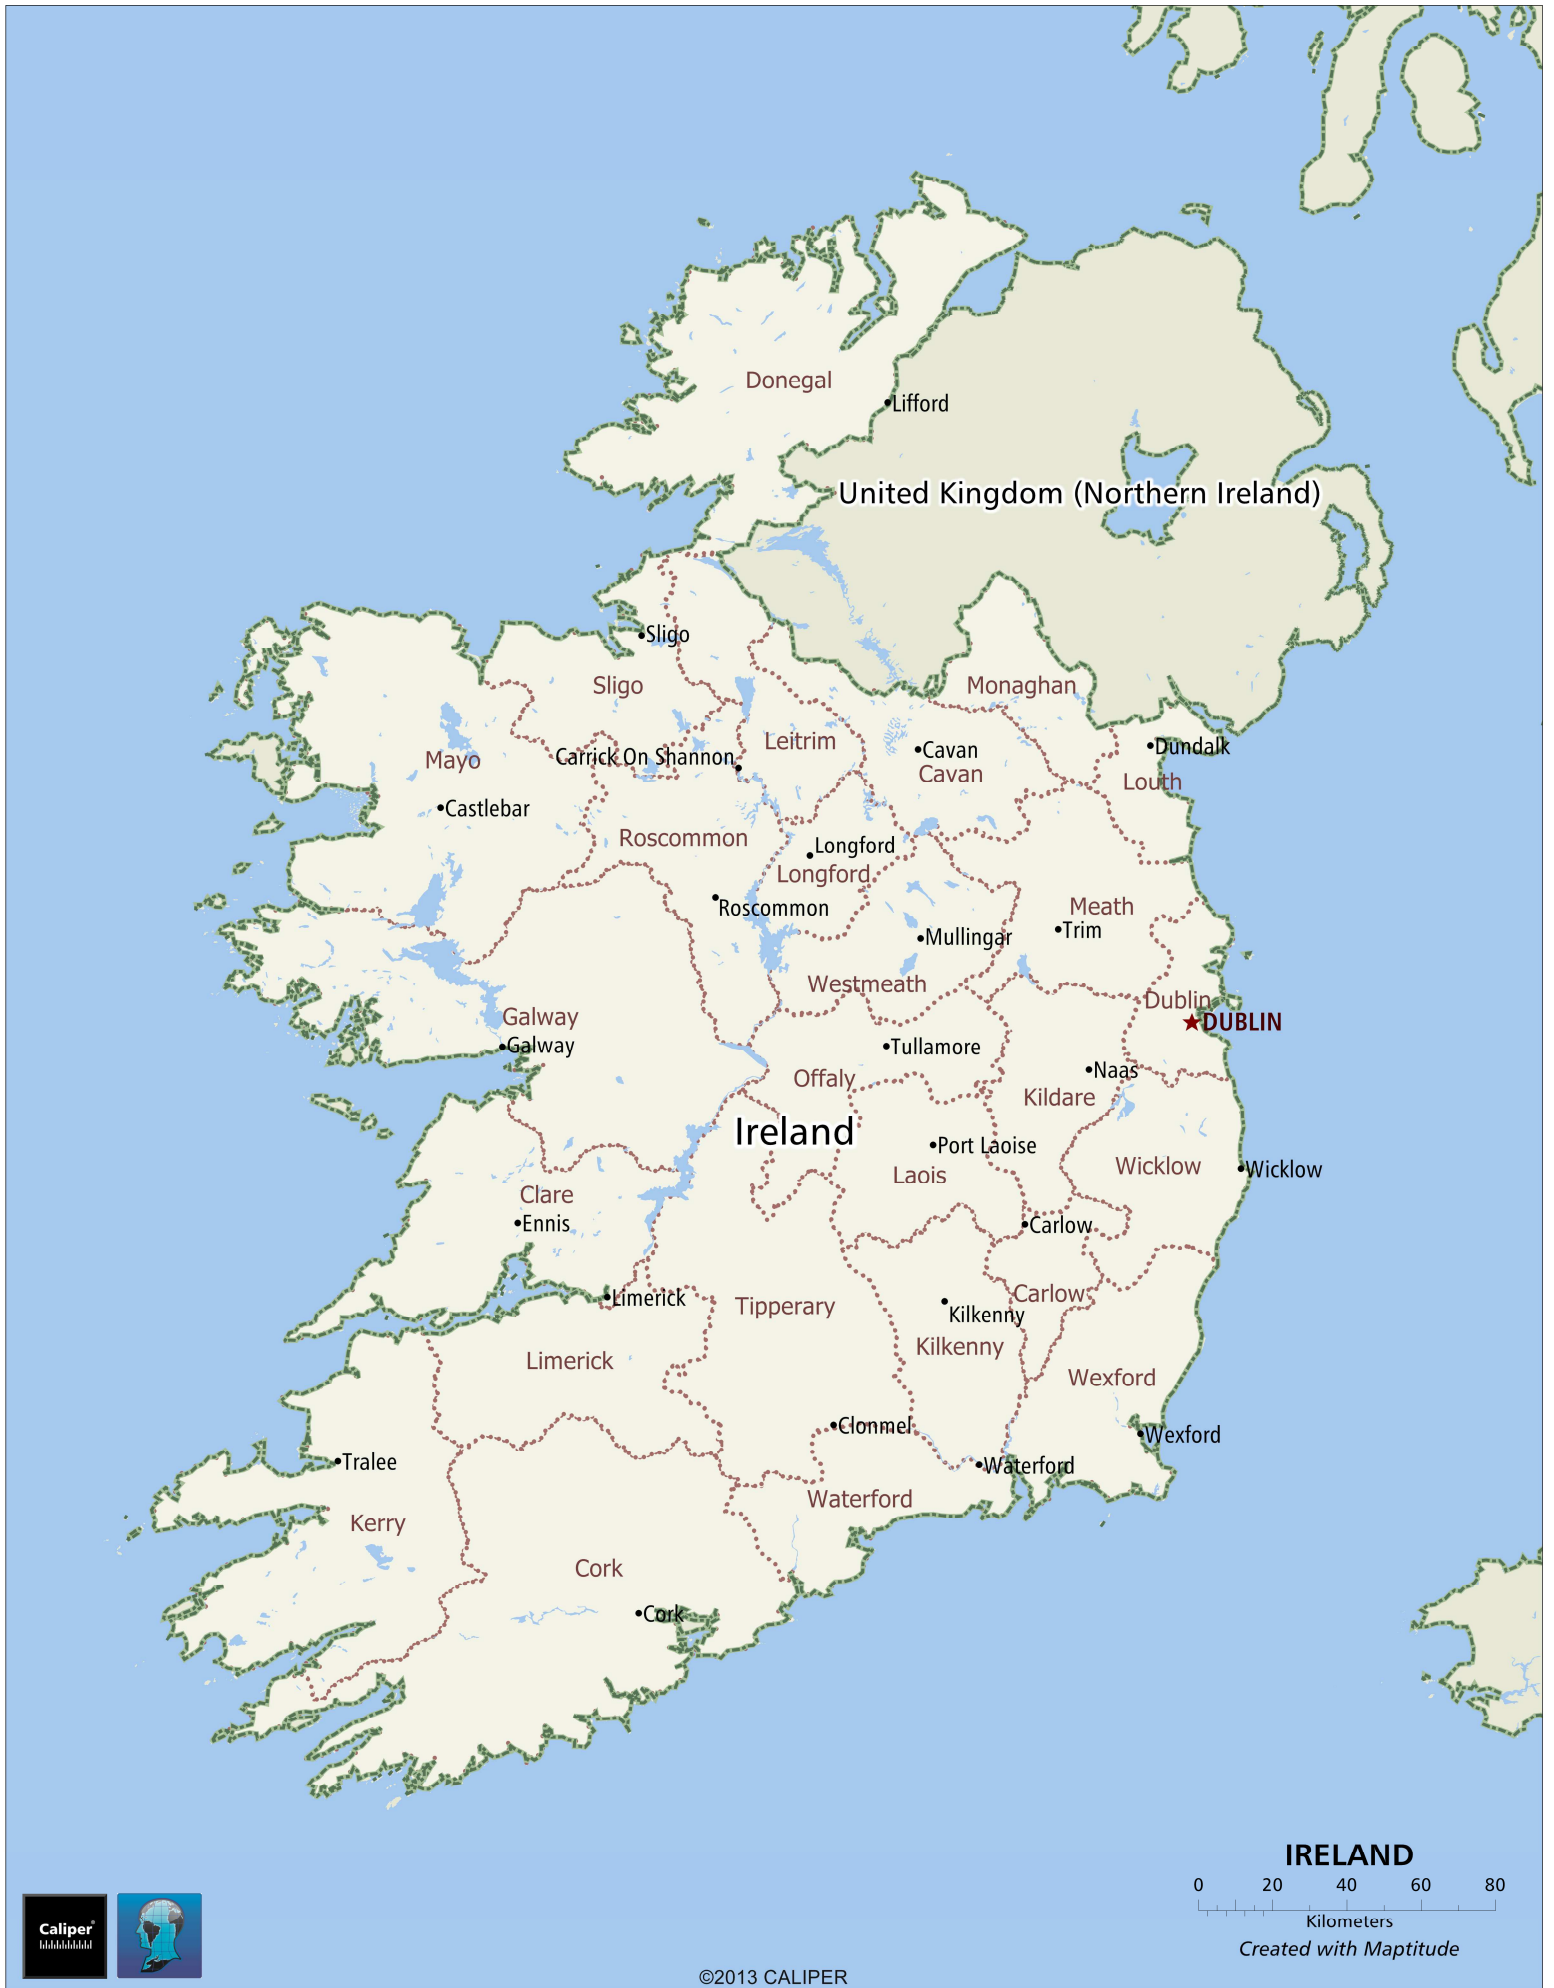 Donegal
Lifford
United Kingdom (Northern Ireland)
Sligo
Sligo
Monaghan
Leitrim
Dundalk
Cavan
Carrick On Shannon
Mayo
Cavan
Louth
Castlebar
Roscommon
Longford
Longford
Roscommon
Meath
Trim
Mullingar
Westmeath
Dublin
Galway
DUBLIN
Galway
Tullamore
Naas
Offaly
Kildare
Ireland
Port Laoise
Wicklow
Wicklow
Laois
Clare
Ennis
Carlow
Carlow
Limerick
Tipperary
Kilkenny
Kilkenny
Limerick
Wexford
Clonmel
Wexford
Tralee
Waterford
Waterford
Kerry
Cork
Cork
IRELAND
0 20 40 60 80
Kilometers
Created with Maptitude
Caliper®
©2013 CALIPER